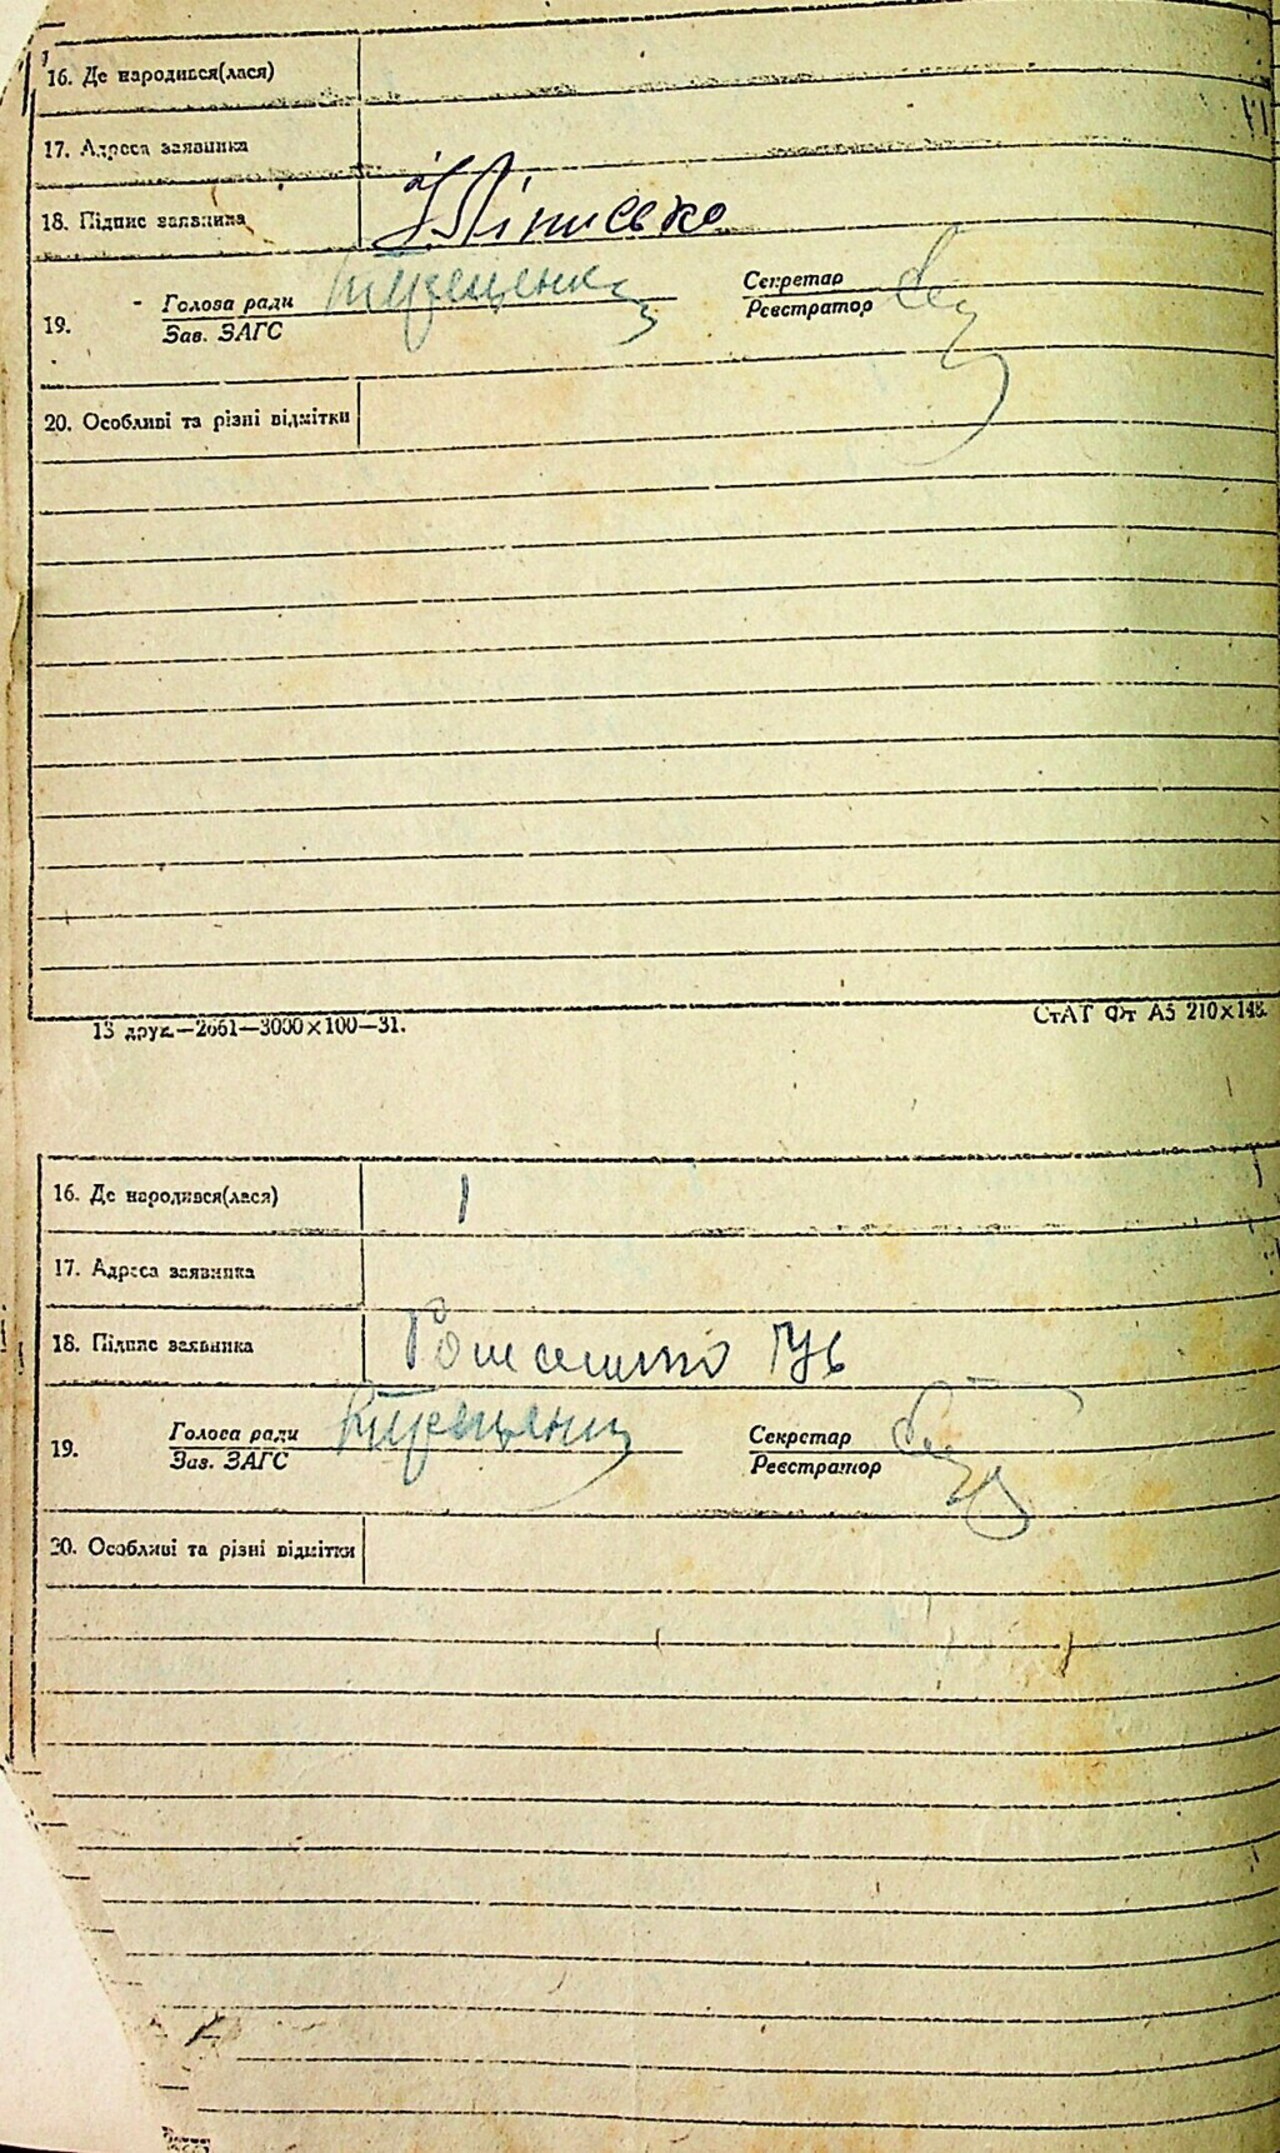 16. Де народився(лася)
17. Адреса заявника
18. Підпис заявника
Голова ради Секретар
19. Зав. ЗАГС Реєстратор
20. Особливі та різні відмітки
13 друк.—2661—3000×100—31. СтАТ Фт А5 210×148.
16. Де народився(лася)
17. Адреса заявника
18. Підпис заявника
Голова ради Секретар
19. Зав. ЗАГС Реєстратор
20. Особливі та різні відмітки